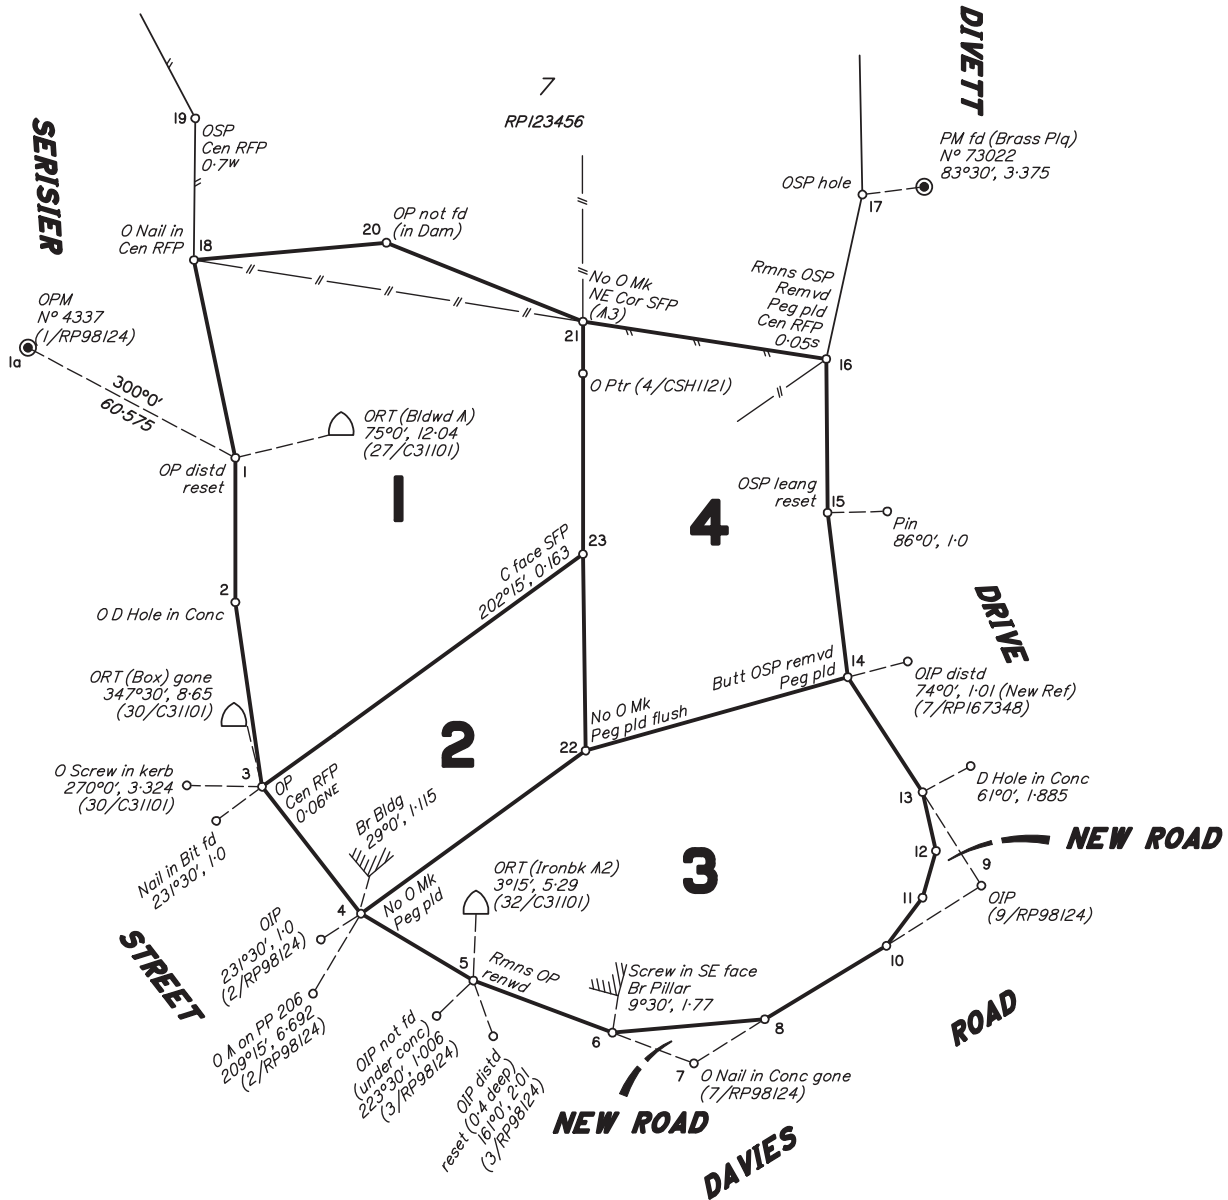 DIVETT
7
RP123456
SERISIER
19
OSP
Cen RFP
0·7W
PM fd (Brass Plq)
Nº 73022
83°30', 3·375
OSP hole
17
O Nail in
Cen RFP
18
20
OP not fd
(in Dam)
No O Mk
NE Cor SFP
(⩚3)
21
Rmns OSP
Remvd
Peg pld
Cen RFP
0·05S
16
OPM
Nº 4337
(1/RP98124)
1a
300°0'
60·575
O Ptr (4/CSH1121)
ORT (Bldwd ⩚)
75°0', 12·04
(27/C31101)
OP distd
reset
1
1
4
OSP leang
reset
15
Pin
86°0', 1·0
C face SFP
202°15', 0·163
23
2
O D Hole in Conc
DRIVE
ORT (Box) gone
347°30', 8·65
(30/C31101)
Butt OSP remvd
Peg pld
14
OIP distd
74°0', 1·01 (New Ref)
(7/RP167348)
2
No O Mk
Peg pld flush
22
O Screw in kerb
270°0', 3·324
(30/C31101)
3
OP
Cen RFP
0·06NE
Nail in Bit fd
231°30', 1·0
Br Bldg
29°0', 1·115
D Hole in Conc
61°0', 1·885
13
12
NEW ROAD
3
9
11
OIP
(9/RP98124)
10
ORT (Ironbk ⩚2)
3°15', 5·29
(32/C31101)
4
No O Mk
Peg pld
OIP
231°30', 1·0
(2/RP98124)
STREET
5
Rmns OP
renwd
Screw in SE face
Br Pillar
9°30', 1·77
O ⩚ on PP 206
209°15', 6·692
(2/RP98124)
OIP not fd
(under conc)
223°30', 1·006
(3/RP98124)
OIP distd
reset (0·4 deep)
161°0', 2·01
(3/RP98124)
6
8
7
O Nail in Conc gone
(7/RP98124)
NEW ROAD
ROAD
DAVIES